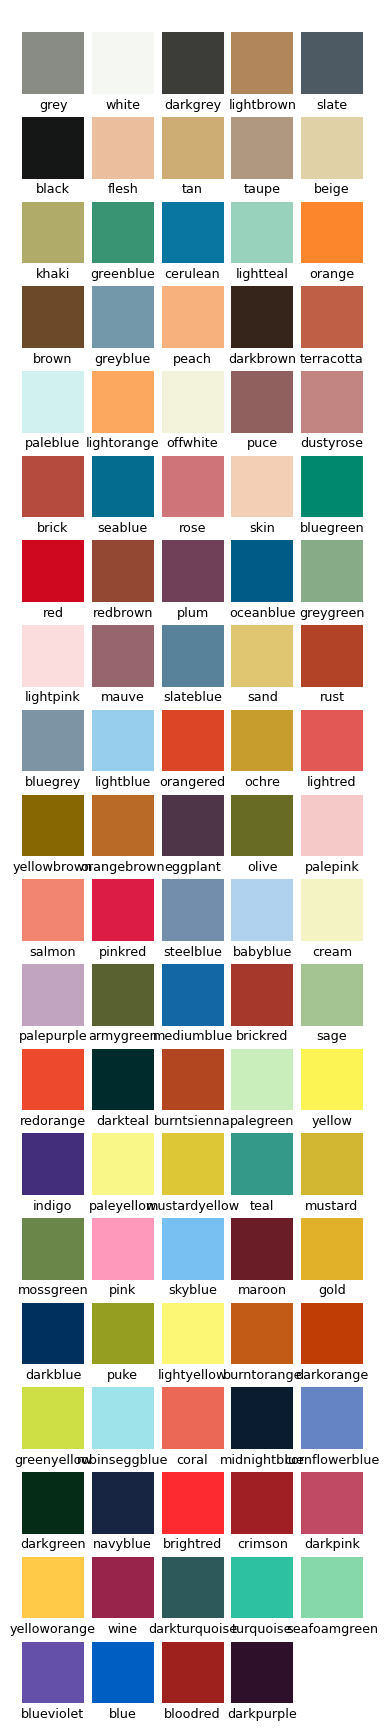 grey white darkgrey lightbrown slate
black flesh tan taupe beige
khaki greenblue cerulean lightteal orange
brown greyblue peach darkbrown terracotta
paleblue lightorange offwhite puce dustyrose
brick seablue rose skin bluegreen
red redbrown plum oceanblue greygreen
lightpink mauve slateblue sand rust
bluegrey lightblue orangered ochre lightred
yellowbrown orangebrown eggplant olive palepink
salmon pinkred steelblue babyblue cream
palepurple armygreen mediumblue brickred sage
redorange darkteal burntsienna palegreen yellow
indigo paleyellow mustardyellow teal mustard
mossgreen pink skyblue maroon gold
darkblue puke lightyellow burntorange darkorange
greenyellow robinseggblue coral midnightblue cornflowerblue
darkgreen navyblue brightred crimson darkpink
yelloworange wine darkturquoise turquoise seafoamgreen
blueviolet blue bloodred darkpurple